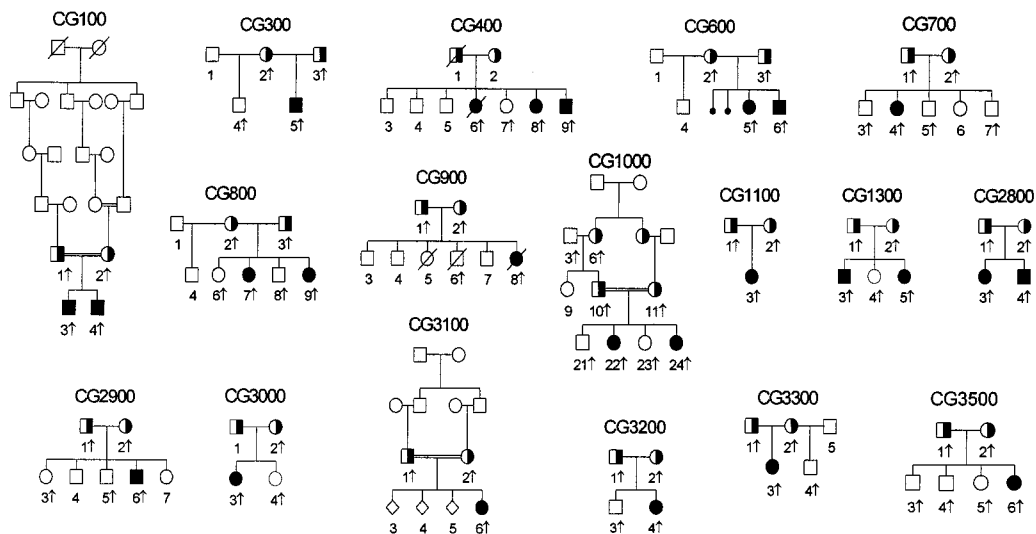 CG100
1↑ 2↑
3↑ 4↑
CG300
1 2↑ 3↑
4↑ 5↑
CG400
1 2
3 4 5 6↑ 7↑ 8↑ 9↑
CG600
1 2↑ 3↑
4 5↑ 6↑
CG700
1↑ 2↑
3↑ 4↑ 5↑ 6 7↑
CG800
1 2↑ 3↑
4 6↑ 7↑ 8↑ 9↑
CG900
1↑ 2↑
3 4 5 6↑ 7 8↑
CG1000
3↑ 6↑
9 10↑ 11↑
21↑ 22↑ 23↑ 24↑
CG1100
1↑ 2↑
3↑
CG1300
1↑ 2↑
3↑ 4↑ 5↑
CG2800
1↑ 2↑
3↑ 4↑
CG2900
1↑ 2↑
3↑ 4 5↑ 6↑ 7
CG3000
1 2↑
3↑ 4↑
CG3100
1↑ 2↑
3 4 5 6↑
CG3200
1↑ 2↑
3↑ 4↑
CG3300
1↑ 2↑ 5
3↑ 4↑
CG3500
1↑ 2↑
3↑ 4↑ 5↑ 6↑